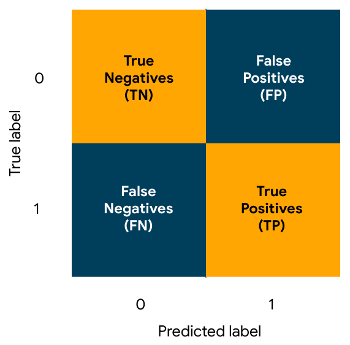 True
Negatives
(TN)
False
Positives
(FP)
0
True label
False
Negatives
(FN)
True
Positives
(TP)
1
0
1
Predicted label